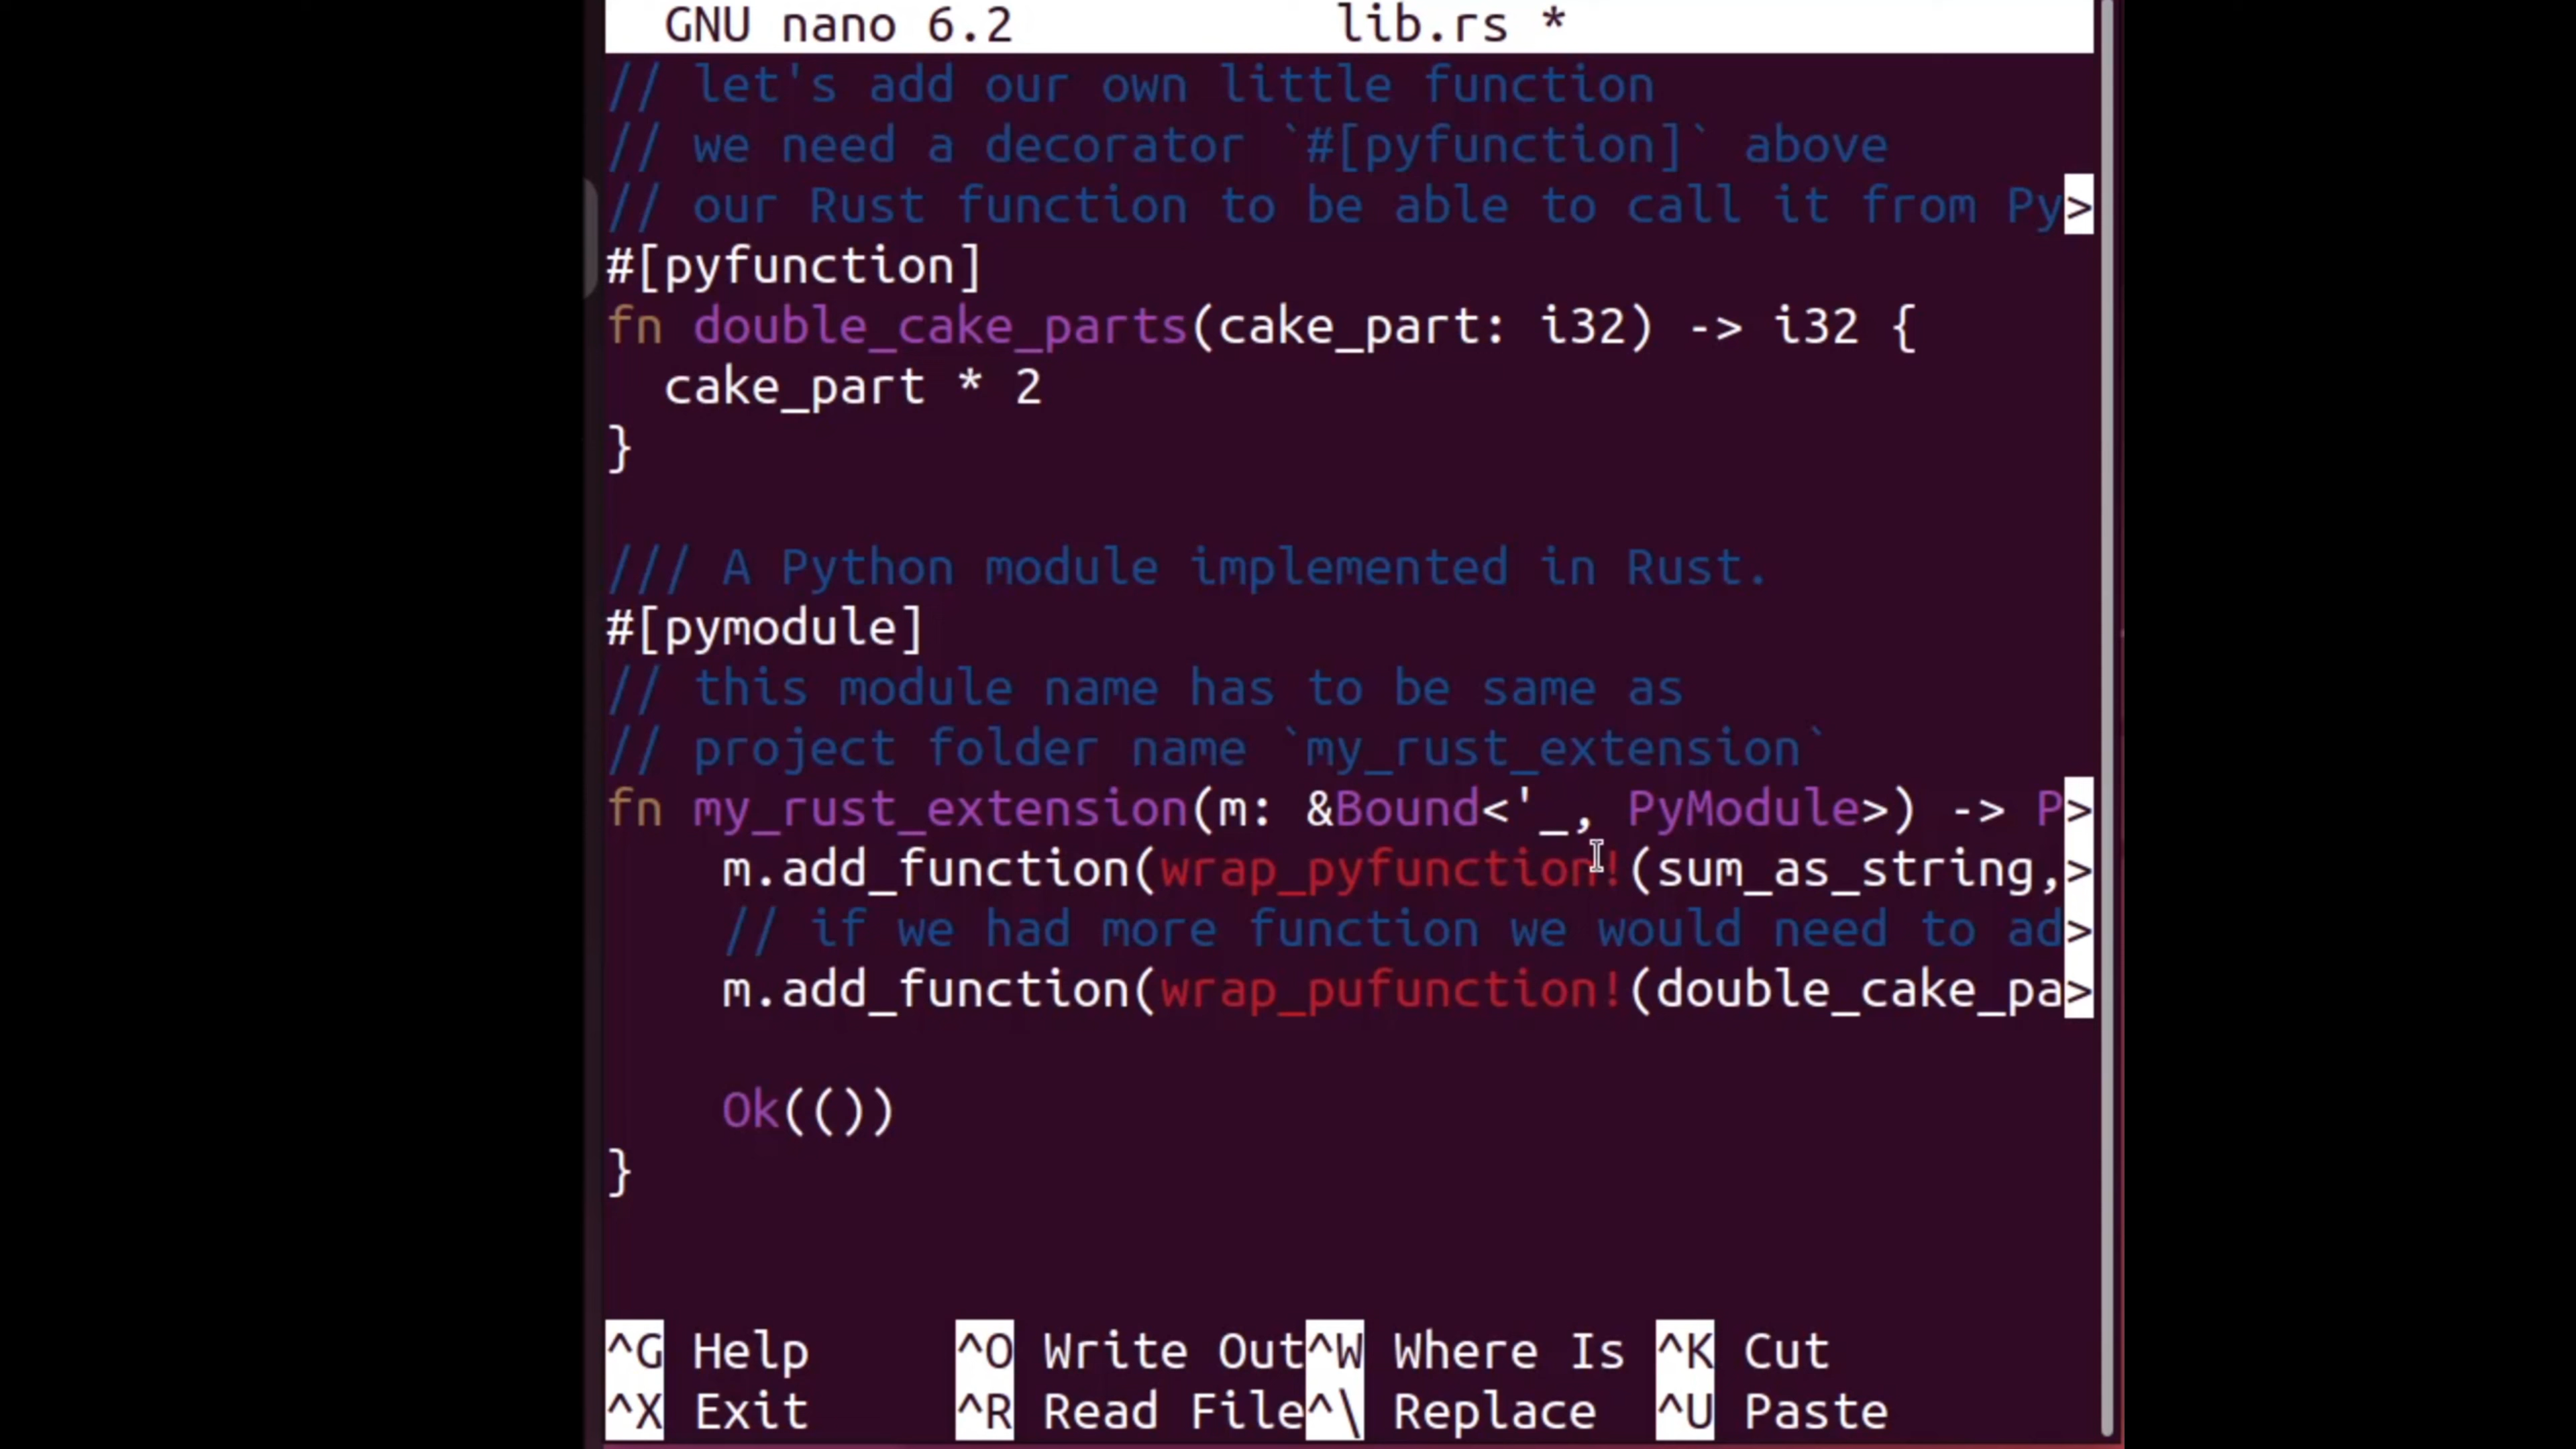 GNU nano 6.2 lib.rs *
// let's add our own little function
// we need a decorator `#[pyfunction]` above
// our Rust function to be able to call it from Py>
#[pyfunction]
fn double_cake_parts(cake_part: i32) -> i32 {
  cake_part * 2
}
/// A Python module implemented in Rust.
#[pymodule]
// this module name has to be same as
// project folder name `my_rust_extension`
fn my_rust_extension(m: &Bound<'_, PyModule>) -> P>
    m.add_function(wrap_pyfunction!(sum_as_string,>
    // if we had more function we would need to ad>
    m.add_function(wrap_pufunction!(double_cake_pa>
    Ok(())
}
^G Help ^O Write Out ^W Where Is ^K Cut
^X Exit ^R Read File ^\ Replace ^U Paste